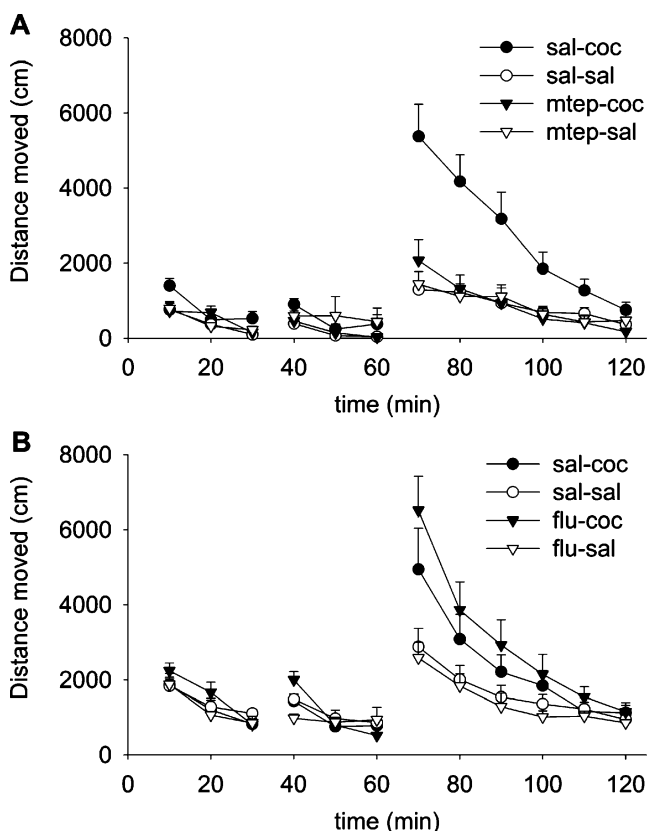 A
8000
6000
4000
2000
0
Distance moved (cm)
sal-coc
sal-sal
mtep-coc
mtep-sal
0 20 40 60 80 100 120
time (min)
B
8000
6000
4000
2000
0
Distance moved (cm)
sal-coc
sal-sal
flu-coc
flu-sal
0 20 40 60 80 100 120
time (min)